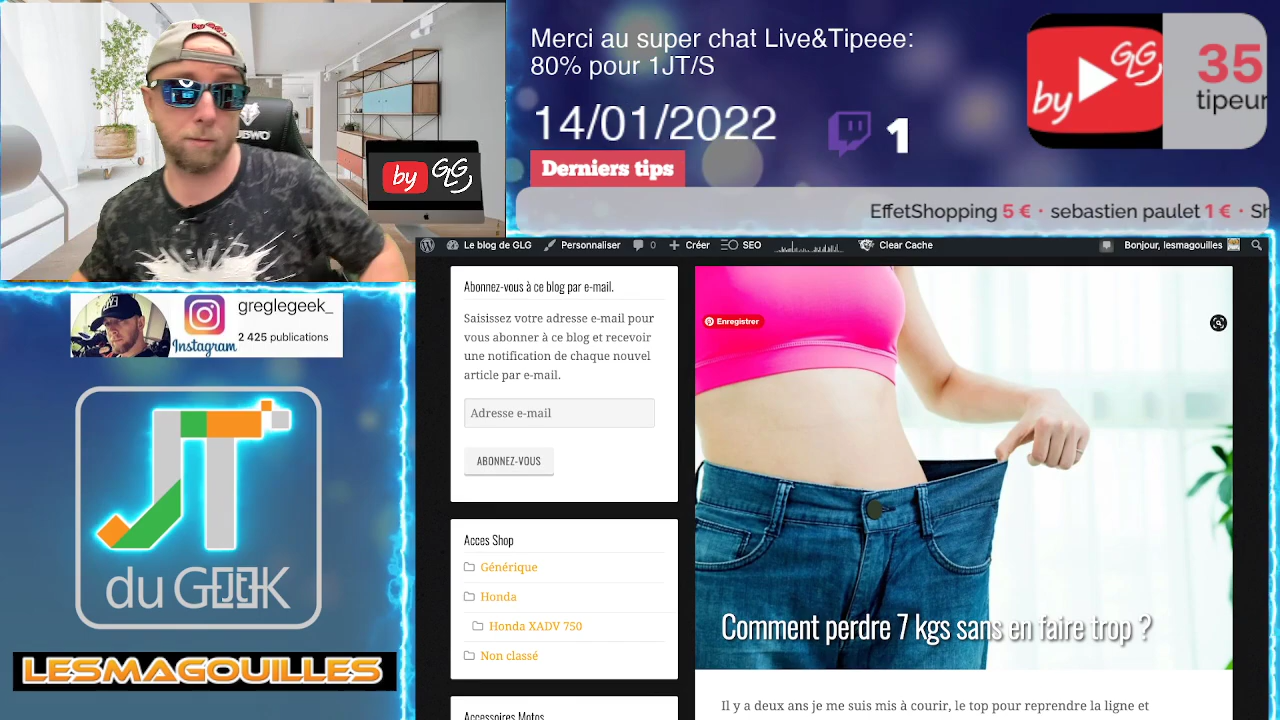 Merci au super chat Live&Tipeee:
80% pour 1JT/S
14/01/2022
1
by GLG
35
tipeur
Derniers tips
EffetShopping 5 € · sebastien paulet 1 € · Sh
by GLG
Le blog de GLG
Personnaliser
0
Créer
SEO
Clear Cache
Bonjour, lesmagouilles
greglegeek_
2 425 publications
Instagram
JT
du GEEK
LESMAGOUILLES
Abonnez-vous à ce blog par e-mail.
Saisissez votre adresse e-mail pour
vous abonner à ce blog et recevoir
une notification de chaque nouvel
article par e-mail.
Adresse e-mail
ABONNEZ-VOUS
Acces Shop
Générique
Honda
Honda XADV 750
Non classé
Accessoires Motos
Enregistrer
Comment perdre 7 kgs sans en faire trop ?
Il y a deux ans je me suis mis à courir, le top pour reprendre la ligne et